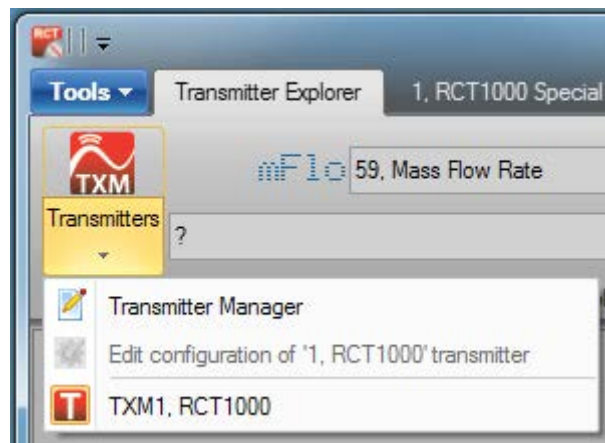 RCT
Tools Transmitter Explorer 1, RCT1000 Special
TXM mFlo 59, Mass Flow Rate
Transmitters ?
Transmitter Manager
Edit configuration of '1, RCT1000' transmitter
T TXM1, RCT1000